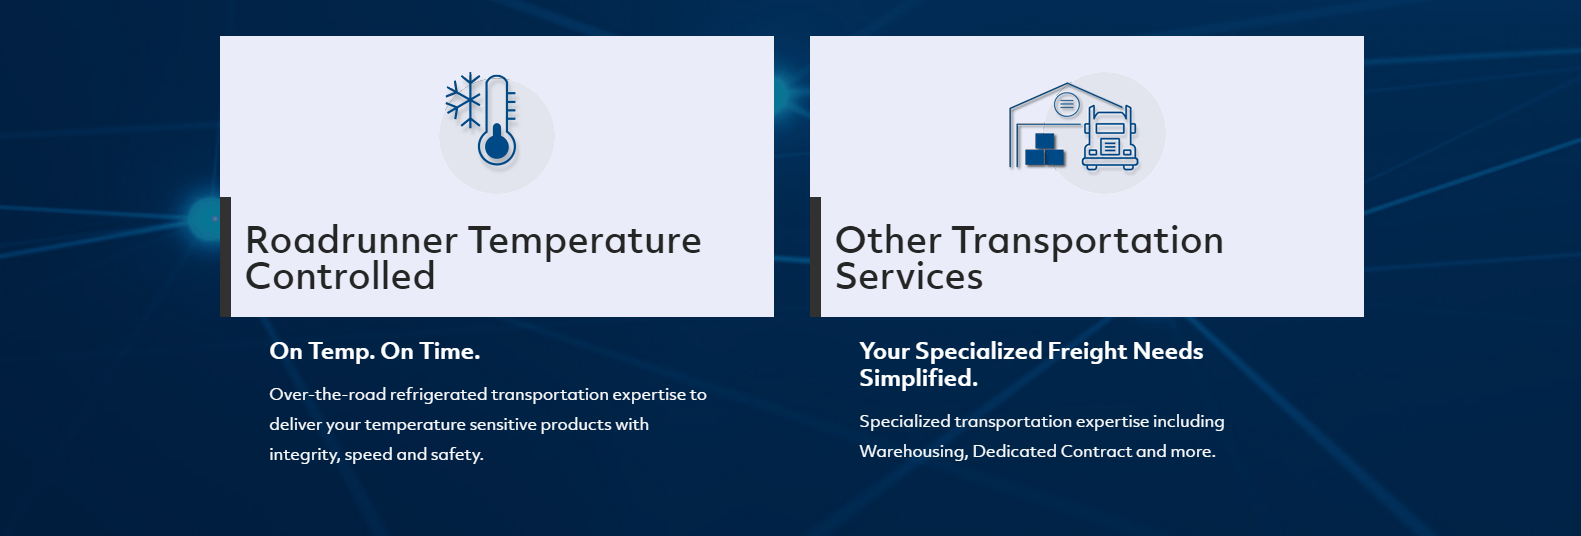 Roadrunner Temperature
Controlled
On Temp. On Time.
Over-the-road refrigerated transportation expertise to
deliver your temperature sensitive products with
integrity, speed and safety.
Other Transportation
Services
Your Specialized Freight Needs
Simplified.
Specialized transportation expertise including
Warehousing, Dedicated Contract and more.